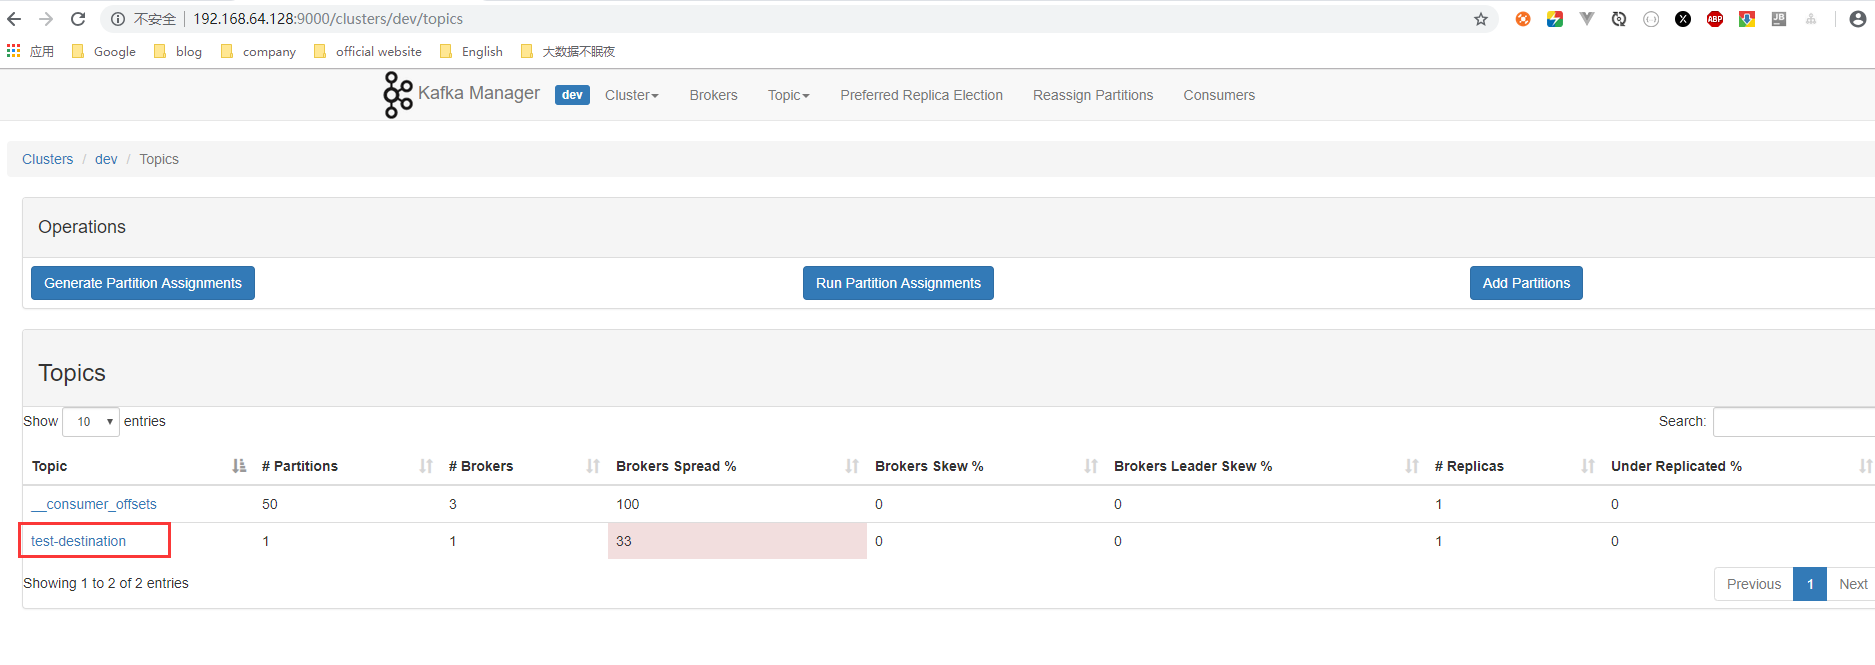 不安全 192.168.64.128:9000/clusters/dev/topics
应用 Google blog company official website English 大数据不眠夜
Kafka Manager dev Cluster Brokers Topic Preferred Replica Election Reassign Partitions Consumers
Clusters / dev / Topics
Operations
Generate Partition Assignments Run Partition Assignments Add Partitions
Topics
Show 10 entries Search:
Topic # Partitions # Brokers Brokers Spread % Brokers Skew % Brokers Leader Skew % # Replicas Under Replicated %
__consumer_offsets 50 3 100 0 0 1 0
test-destination 1 1 33 0 0 1 0
Showing 1 to 2 of 2 entries Previous 1 Next